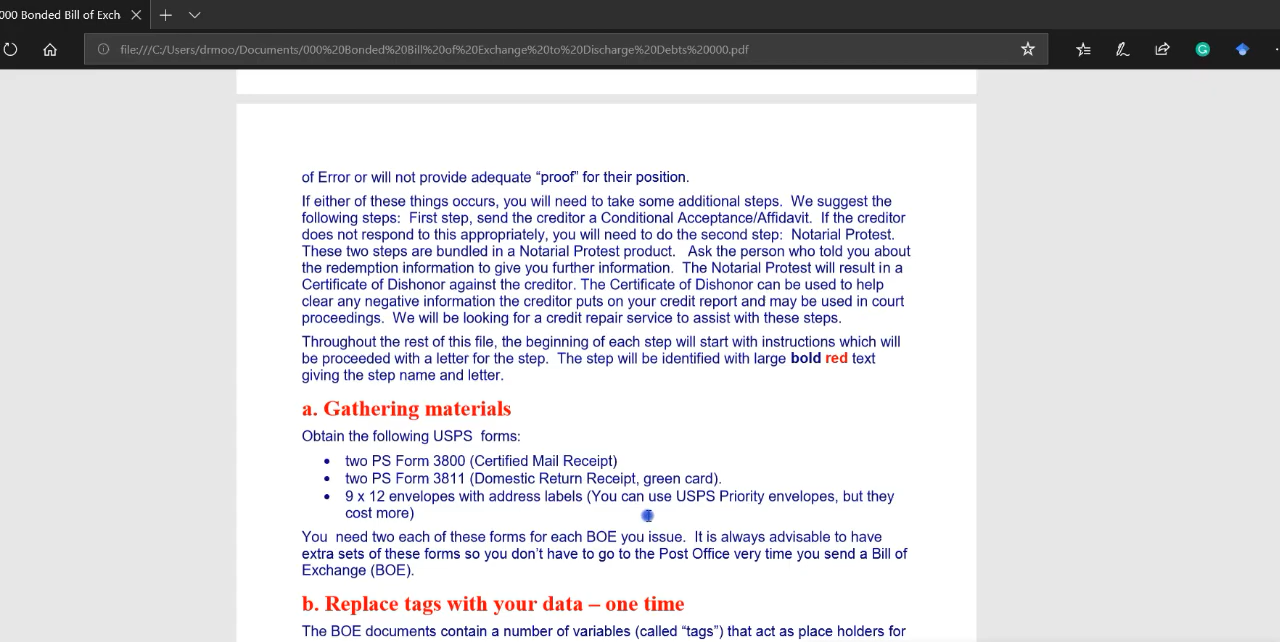 000 Bonded Bill of Exch
file:///C:/Users/drmoo/Documents/000%20Bonded%20Bill%20of%20Exchange%20to%20Discharge%20Debts%20000.pdf
of Error or will not provide adequate “proof” for their position.
If either of these things occurs, you will need to take some additional steps.  We suggest the
following steps:  First step, send the creditor a Conditional Acceptance/Affidavit.  If the creditor
does not respond to this appropriately, you will need to do the second step:  Notarial Protest.
These two steps are bundled in a Notarial Protest product.   Ask the person who told you about
the redemption information to give you further information.  The Notarial Protest will result in a
Certificate of Dishonor against the creditor. The Certificate of Dishonor can be used to help
clear any negative information the creditor puts on your credit report and may be used in court
proceedings.  We will be looking for a credit repair service to assist with these steps.
Throughout the rest of this file, the beginning of each step will start with instructions which will
be proceeded with a letter for the step.  The step will be identified with large bold red text
giving the step name and letter.
a. Gathering materials
Obtain the following USPS  forms:
• two PS Form 3800 (Certified Mail Receipt)
• two PS Form 3811 (Domestic Return Receipt, green card).
• 9 x 12 envelopes with address labels (You can use USPS Priority envelopes, but they
cost more)
You  need two each of these forms for each BOE you issue.  It is always advisable to have
extra sets of these forms so you don’t have to go to the Post Office very time you send a Bill of
Exchange (BOE).
b. Replace tags with your data – one time
The BOE documents contain a number of variables (called “tags”) that act as place holders for